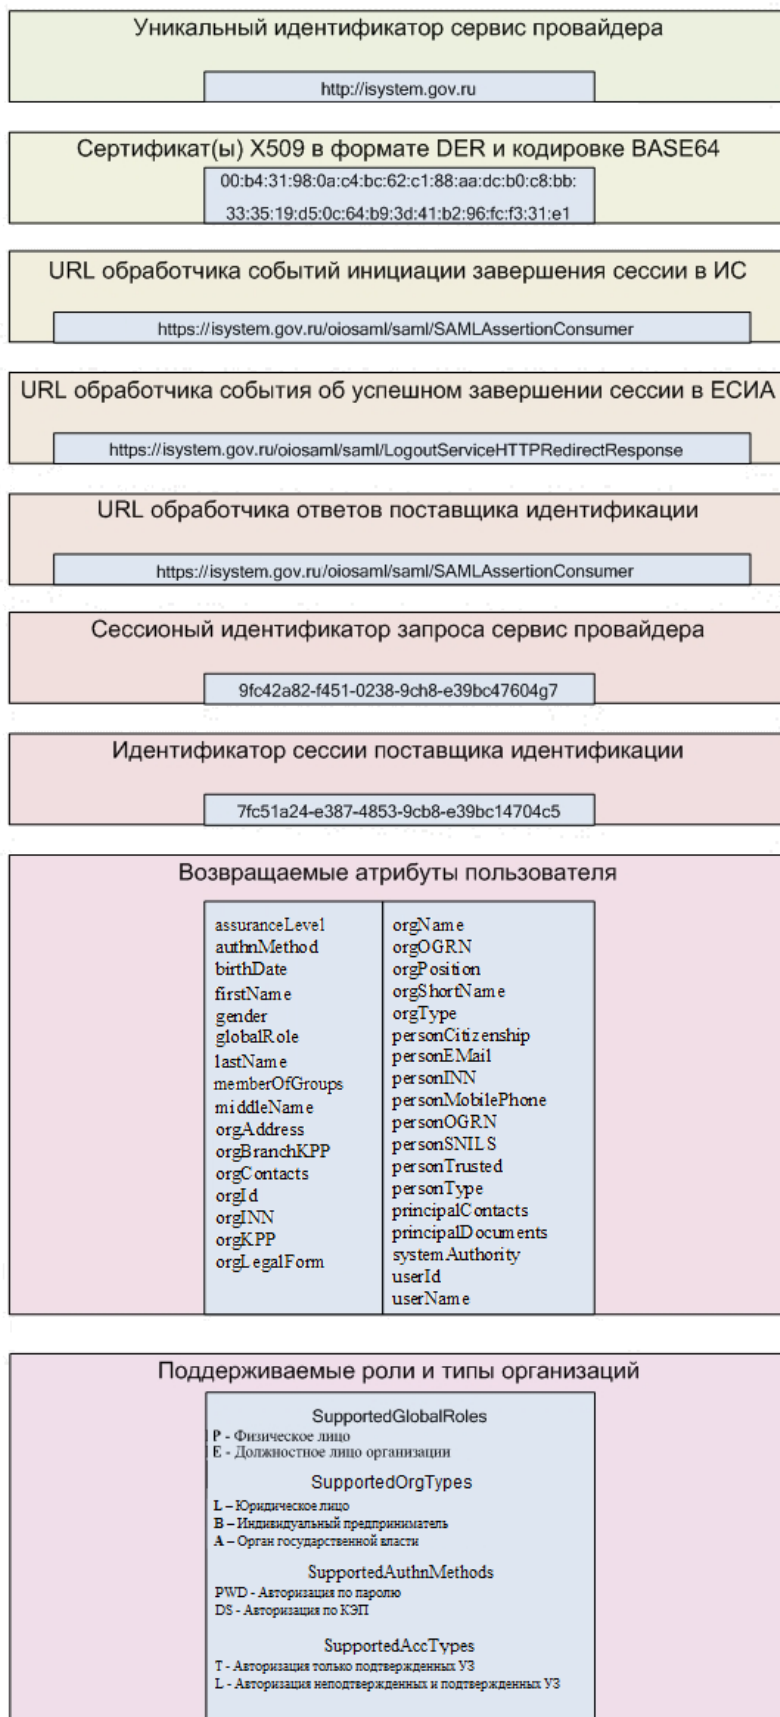 Уникальный идентификатор сервис провайдера
http://isystem.gov.ru
Сертификат(ы) X509 в формате DER и кодировке BASE64
00:b4:31:98:0a:c4:bc:62:c1:88:aa:dc:b0:c8:bb:
33:35:19:d5:0c:64:b9:3d:41:b2:96:fc:f3:31:e1
URL обработчика событий инициации завершения сессии в ИС
https://isystem.gov.ru/oiosaml/saml/SAMLAssertionConsumer
URL обработчика события об успешном завершении сессии в ЕСИА
https://isystem.gov.ru/oiosaml/saml/LogoutServiceHTTPRedirectResponse
URL обработчика ответов поставщика идентификации
https://isystem.gov.ru/oiosaml/saml/SAMLAssertionConsumer
Сессионый идентификатор запроса сервис провайдера
9fc42a82-f451-0238-9ch8-e39bc47604g7
Идентификатор сессии поставщика идентификации
7fc51a24-e387-4853-9cb8-e39bc14704c5
Возвращаемые атрибуты пользователя
assuranceLevel
authnMethod
birthDate
firstName
gender
globalRole
lastName
memberOfGroups
middleName
orgAddress
orgBranchKPP
orgContacts
orgId
orgINN
orgKPP
orgLegalForm
orgName
orgOGRN
orgPosition
orgShortName
orgType
personCitizenship
personEMail
personINN
personMobilePhone
personOGRN
personSNILS
personTrusted
personType
principalContacts
principalDocuments
systemAuthority
userId
userName
Поддерживаемые роли и типы организаций
SupportedGlobalRoles
P - Физическое лицо
E - Должностное лицо организации
SupportedOrgTypes
L – Юридическое лицо
B – Индивидуальный предприниматель
A – Орган государственной власти
SupportedAuthnMethods
PWD - Авторизация по паролю
DS - Авторизация по КЭП
SupportedAccTypes
T - Авторизация только подтвержденных УЗ
L - Авторизация неподтвержденных и подтвержденных УЗ